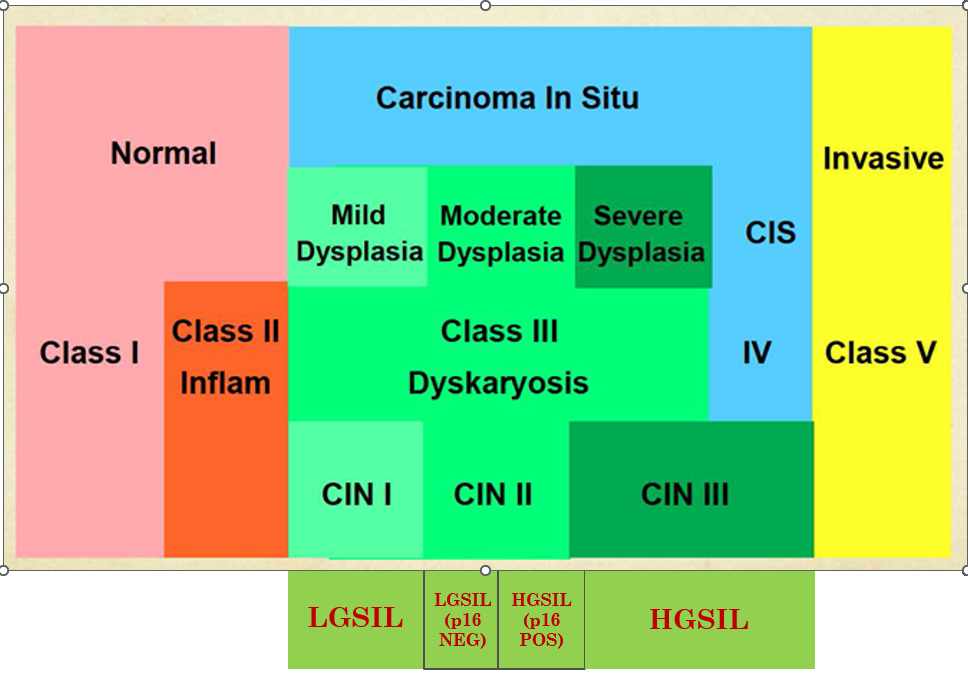 Carcinoma In Situ
Normal
Invasive
Mild
Dysplasia
Moderate
Dysplasia
Severe
Dysplasia
CIS
Class I
Class II
Inflam
Class III
Dyskaryosis
IV
Class V
CIN I
CIN II
CIN III
LGSIL
LGSIL
(p16
NEG)
HGSIL
(p16
POS)
HGSIL